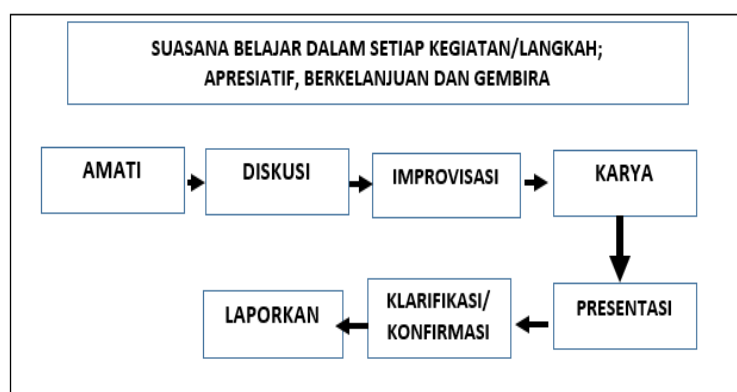 SUASANA BELAJAR DALAM SETIAP KEGIATAN/LANGKAH;
APRESIATIF, BERKELANJUAN DAN GEMBIRA
AMATI
DISKUSI
IMPROVISASI
KARYA
PRESENTASI
KLARIFIKASI/
KONFIRMASI
LAPORKAN